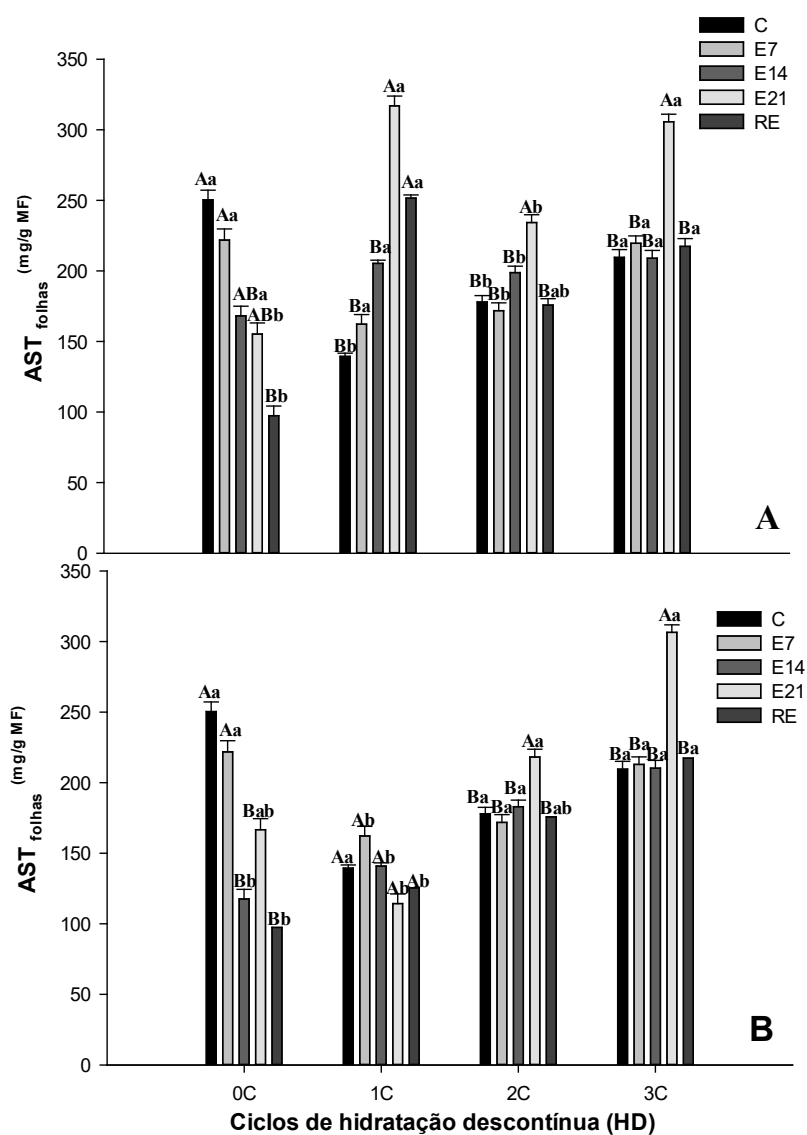 C
E7
E14
E21
RE
350
300
250
200
150
100
50
0
AST folhas (mg/g MF)
Aa Aa ABa ABb Bb
Bb Ba Ba Aa Aa
Bb Bb Bb Ab Bab
Ba Ba Ba Aa Ba
A
C
E7
E14
E21
RE
350
300
250
200
150
100
50
0
AST folhas (mg/g MF)
Aa Aa Bb Bab Bb
Aa Ab Ab Ab Ab
Ba Ba Ba Aa Bab
Ba Ba Ba Aa Ba
B
0C 1C 2C 3C
Ciclos de hidratação descontínua (HD)